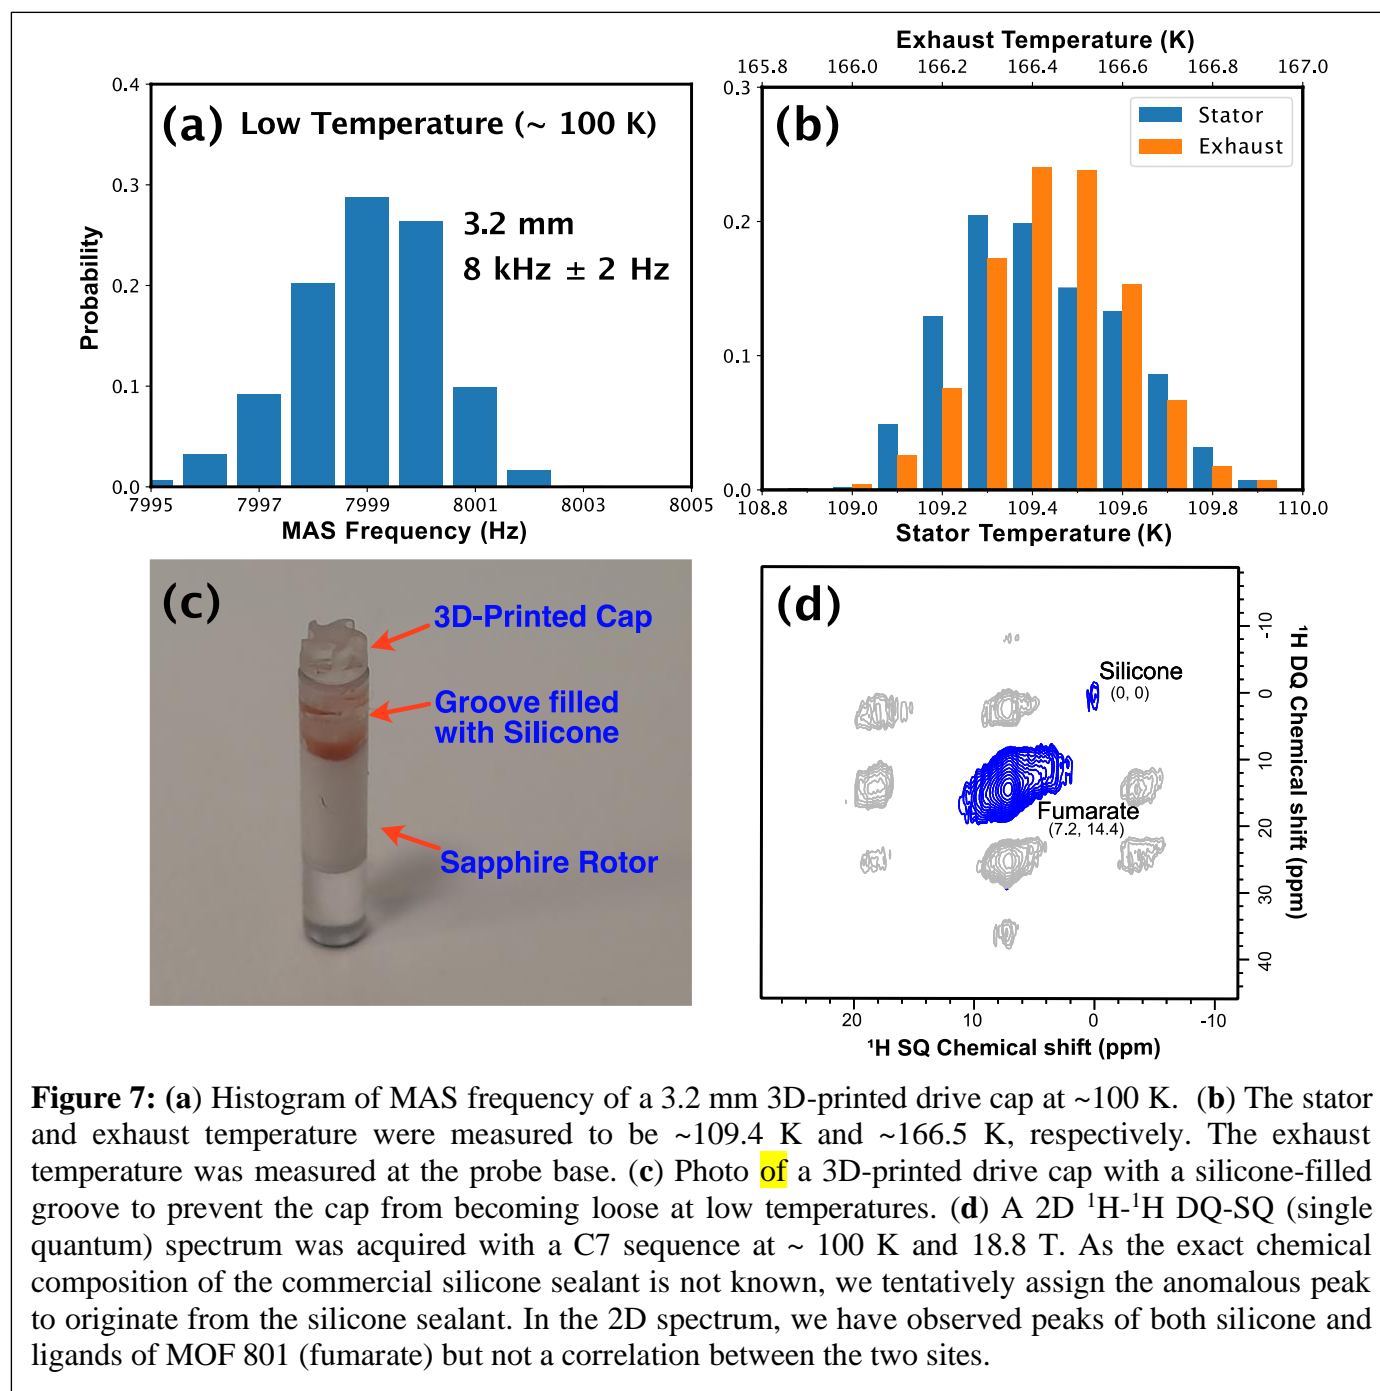 (a) Low Temperature (~ 100 K)
3.2 mm
8 kHz ± 2 Hz
Probability
0.4
0.3
0.2
0.1
0.0
7995 7997 7999 8001 8003 8005
MAS Frequency (Hz)
Exhaust Temperature (K)
165.8 166.0 166.2 166.4 166.6 166.8 167.0
(b)
Stator
Exhaust
0.3
0.2
0.1
0.0
108.8 109.0 109.2 109.4 109.6 109.8 110.0
Stator Temperature (K)
(c)
3D-Printed Cap
Groove filled
with Silicone
Sapphire Rotor
(d)
Silicone
(0, 0)
Fumarate
(7.2, 14.4)
-10
0
10
20
30
40
¹H DQ Chemical shift (ppm)
20 10 0 -10
¹H SQ Chemical shift (ppm)
Figure 7: (a) Histogram of MAS frequency of a 3.2 mm 3D-printed drive cap at ~100 K. (b) The stator
and exhaust temperature were measured to be ~109.4 K and ~166.5 K, respectively. The exhaust
temperature was measured at the probe base. (c) Photo of a 3D-printed drive cap with a silicone-filled
groove to prevent the cap from becoming loose at low temperatures. (d) A 2D ¹H-¹H DQ-SQ (single
quantum) spectrum was acquired with a C7 sequence at ~ 100 K and 18.8 T. As the exact chemical
composition of the commercial silicone sealant is not known, we tentatively assign the anomalous peak
to originate from the silicone sealant. In the 2D spectrum, we have observed peaks of both silicone and
ligands of MOF 801 (fumarate) but not a correlation between the two sites.